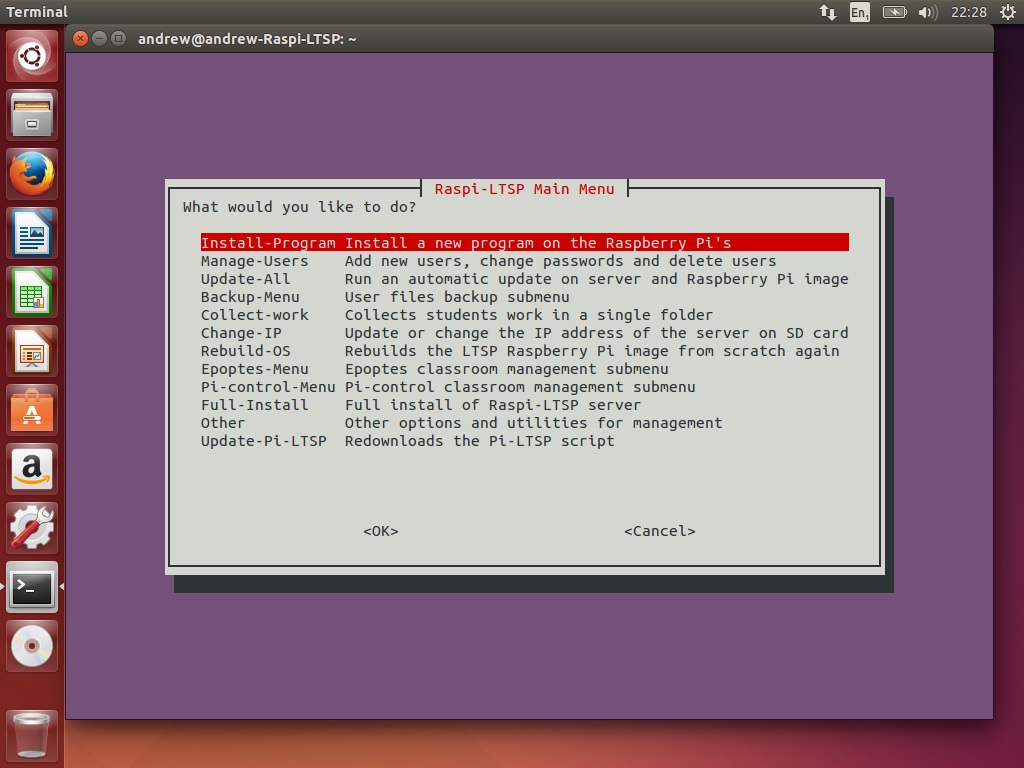 Terminal
En1
22:28
andrew@andrew-Raspi-LTSP: ~
Raspi-LTSP Main Menu
What would you like to do?
Install-Program Install a new program on the Raspberry Pi's
Manage-Users Add new users, change passwords and delete users
Update-All Run an automatic update on server and Raspberry Pi image
Backup-Menu User files backup submenu
Collect-work Collects students work in a single folder
Change-IP Update or change the IP address of the server on SD card
Rebuild-OS Rebuilds the LTSP Raspberry Pi image from scratch again
Epoptes-Menu Epoptes classroom management submenu
Pi-control-Menu Pi-control classroom management submenu
Full-Install Full install of Raspi-LTSP server
Other Other options and utilities for management
Update-Pi-LTSP Redownloads the Pi-LTSP script
<OK> <Cancel>
A
a
>_